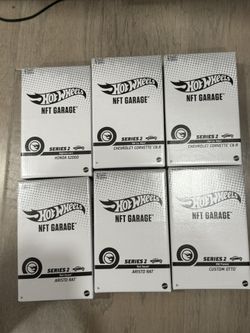 Hot Wheels
NFT GARAGE
SERIES 2
HONDA S2000
Hot Wheels
NFT GARAGE
SERIES 2
CHEVROLET CORVETTE C8.R
Hot Wheels
NFT GARAGE
SERIES 2
CHEVROLET CORVETTE C8.R
Hot Wheels
NFT GARAGE
SERIES 2
ARISTO RAT
Hot Wheels
NFT GARAGE
SERIES 2
ARISTO RAT
Hot Wheels
NFT GARAGE
SERIES 2
CUSTOM OTTO